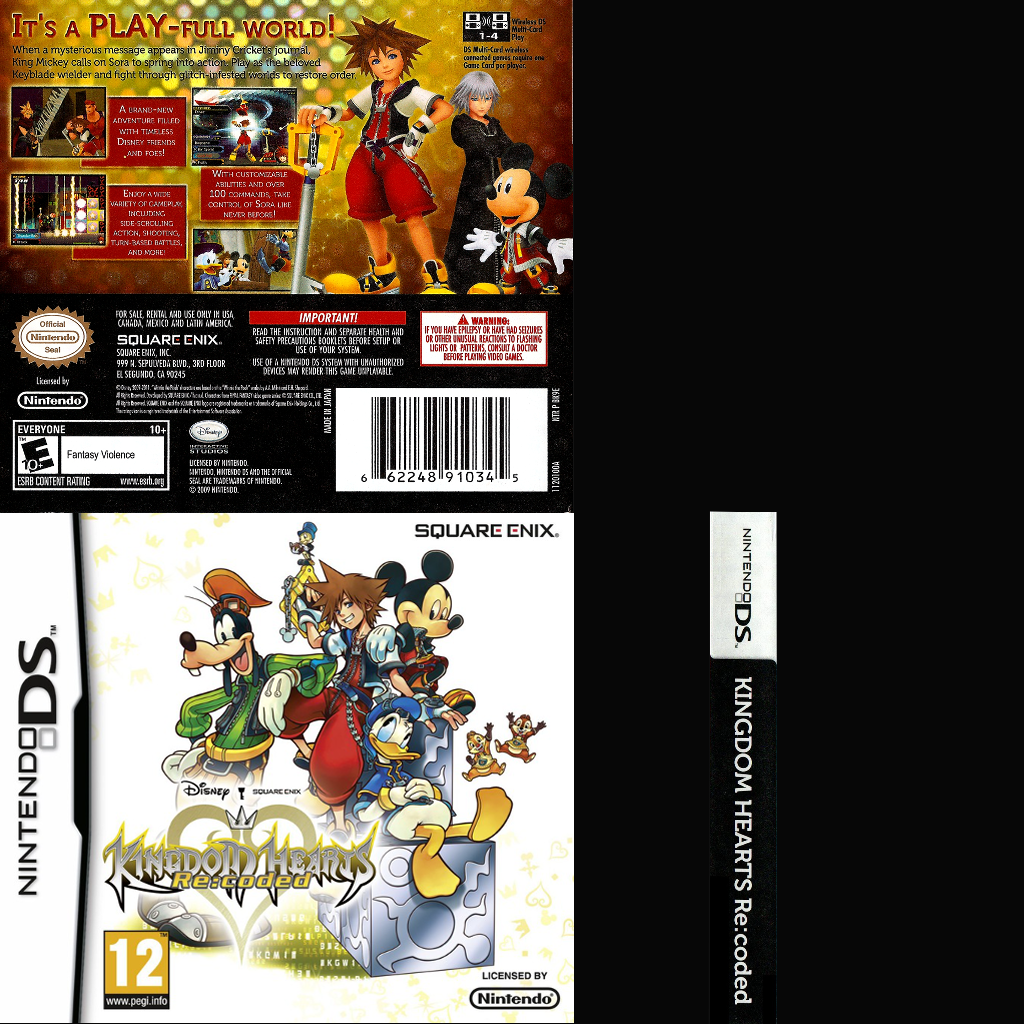 IT'S A PLAY-FULL WORLD!
When a mysterious message appears in Jiminy Cricket's journal,
King Mickey calls on Sora to spring into action. Play as the beloved
Keyblade wielder and fight through glitch-infested worlds to restore order.
Wireless DS
Multi-Card
Play
1-4
DS Multi-Card wireless
connected games require one
Game Card per player.
A BRAND-NEW
ADVENTURE FILLED
WITH TIMELESS
DISNEY FRIENDS
AND FOES!
WITH CUSTOMIZABLE
ABILITIES AND OVER
100 COMMANDS, TAKE
CONTROL OF SORA LIKE
NEVER BEFORE!
ENJOY A WIDE
VARIETY OF GAMEPLAY
INCLUDING
SIDE-SCROLLING
ACTION, SHOOTING,
TURN-BASED BATTLES,
AND MORE!
Official
Nintendo
Seal
Licensed by
Nintendo®
FOR SALE, RENTAL AND USE ONLY IN USA,
CANADA, MEXICO AND LATIN AMERICA.
SQUARE ENIX®
SQUARE ENIX, INC.
999 N. SEPULVEDA BLVD., 3RD FLOOR
EL SEGUNDO, CA 90245
IMPORTANT!
READ THE INSTRUCTION AND SEPARATE HEALTH AND
SAFETY PRECAUTIONS BOOKLETS BEFORE SETUP OR
USE OF YOUR SYSTEM.
USE OF A NINTENDO DS SYSTEM WITH UNAUTHORIZED
DEVICES MAY RENDER THIS GAME UNPLAYABLE.
WARNING:
IF YOU HAVE EPILEPSY OR HAVE HAD SEIZURES
OR OTHER UNUSUAL REACTIONS TO FLASHING
LIGHTS OR PATTERNS, CONSULT A DOCTOR
BEFORE PLAYING VIDEO GAMES.
EVERYONE 10+
E
10+
Fantasy Violence
ESRB CONTENT RATING www.esrb.org
Disney
INTERACTIVE
STUDIOS
LICENSED BY NINTENDO.
NINTENDO, NINTENDO DS AND THE OFFICIAL
SEAL ARE TRADEMARKS OF NINTENDO.
© 2009 NINTENDO.
MADE IN JAPAN
6 62248 91034 5
1120100A
NINTENDO DS™
SQUARE ENIX®
Disney SQUARE ENIX
KINGDOM HEARTS
Re:coded
12
www.pegi.info
LICENSED BY
Nintendo®
NINTENDO DS™
KINGDOM HEARTS Re:coded